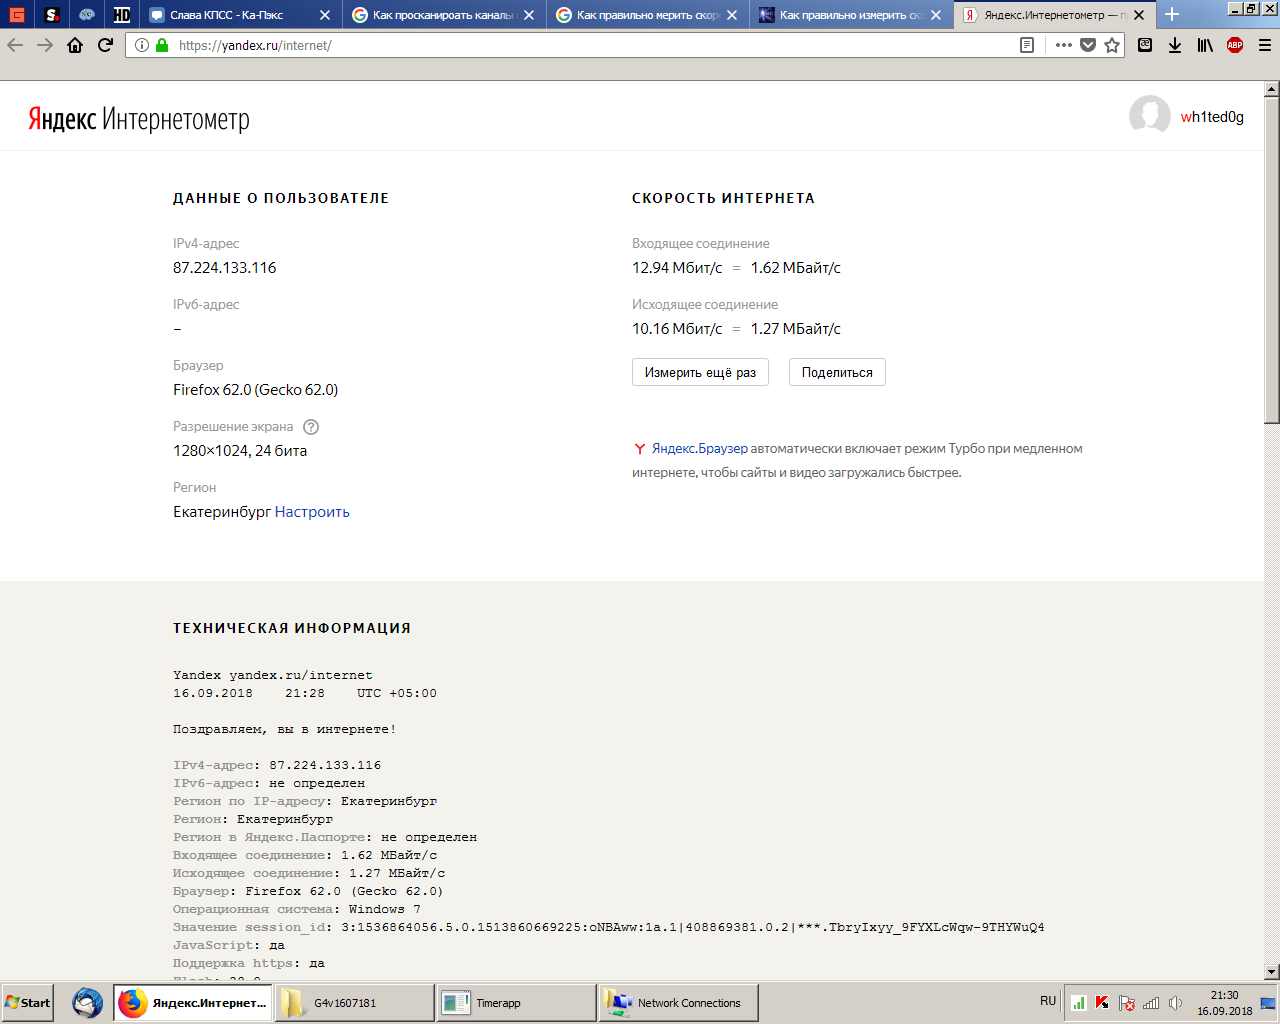 Слава КПСС - Ка-Пэкс
Как просканироать каналы
Как правильно мерить скор
Как правильно измерить ск
Яндекс.Интернетометр — п
https://yandex.ru/internet/
ABP
Яндекс Интернетометр
wh1ted0g
ДАННЫЕ О ПОЛЬЗОВАТЕЛЕ
IPv4-адрес
87.224.133.116
IPv6-адрес
–
Браузер
Firefox 62.0 (Gecko 62.0)
Разрешение экрана ?
1280×1024, 24 бита
Регион
Екатеринбург Настроить
СКОРОСТЬ ИНТЕРНЕТА
Входящее соединение
12.94 Мбит/с = 1.62 МБайт/с
Исходящее соединение
10.16 Мбит/с = 1.27 МБайт/с
Измерить ещё раз
Поделиться
Яндекс.Браузер автоматически включает режим Турбо при медленном
интернете, чтобы сайты и видео загружались быстрее.
ТЕХНИЧЕСКАЯ ИНФОРМАЦИЯ
Yandex yandex.ru/internet
16.09.2018 21:28 UTC +05:00
Поздравляем, вы в интернете!
IPv4-адрес: 87.224.133.116
IPv6-адрес: не определен
Регион по IP-адресу: Екатеринбург
Регион: Екатеринбург
Регион в Яндекс.Паспорте: не определен
Входящее соединение: 1.62 МБайт/с
Исходящее соединение: 1.27 МБайт/с
Браузер: Firefox 62.0 (Gecko 62.0)
Операционная система: Windows 7
Значение session_id: 3:1536864056.5.0.1513860669225:oNBAww:1a.1|408869381.0.2|***.TbryIxyy_9FYXLcWqw-9THYWuQ4
JavaScript: да
Поддержка https: да
Start
Яндекс.Интернет...
G4v1607181
Timerapp
Network Connections
RU
21:30
16.09.2018